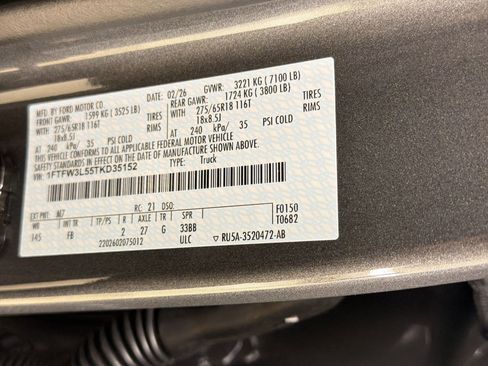 MFD. BY FORD MOTOR CO.
DATE: 02/26 GVWR: 3221 KG ( 7100 LB)
FRONT GAWR: 1599 KG ( 3525 LB) REAR GAWR: 1724 KG ( 3800 LB)
WITH 275/65R18 116T TIRES WITH 275/65R18 116T TIRES
18x8.5J RIMS 18x8.5J RIMS
AT 240 kPa/ 35 PSI COLD AT 240 kPa/ 35 PSI COLD
THIS VEHICLE CONFORMS TO ALL APPLICABLE FEDERAL MOTOR VEHICLE
SAFETY STANDARDS IN EFFECT ON THE DATE OF MANUFACTURE SHOWN ABOVE.
VIN: 1FTFW3L55TKD35152 TYPE: Truck
EXT PNT: M7 RC: 21 DSO: F0150
WB INT TR TP/PS R AXLE TR SPR T0682
145 FB 2 27 G 33BB
2202602075012 ULC ▽ RU5A-3520472-AB